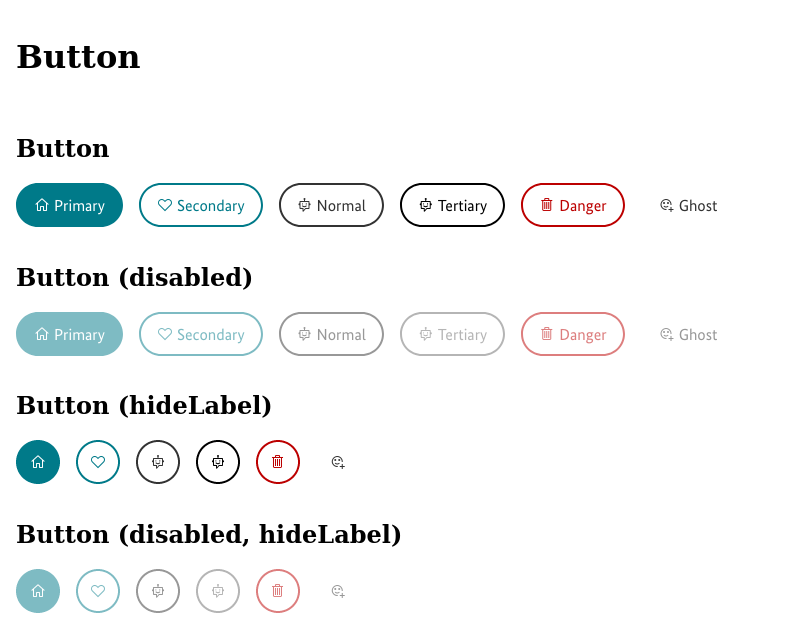 Button
Button
Primary Secondary Normal Tertiary Danger Ghost
Button (disabled)
Primary Secondary Normal Tertiary Danger Ghost
Button (hideLabel)
Button (disabled, hideLabel)